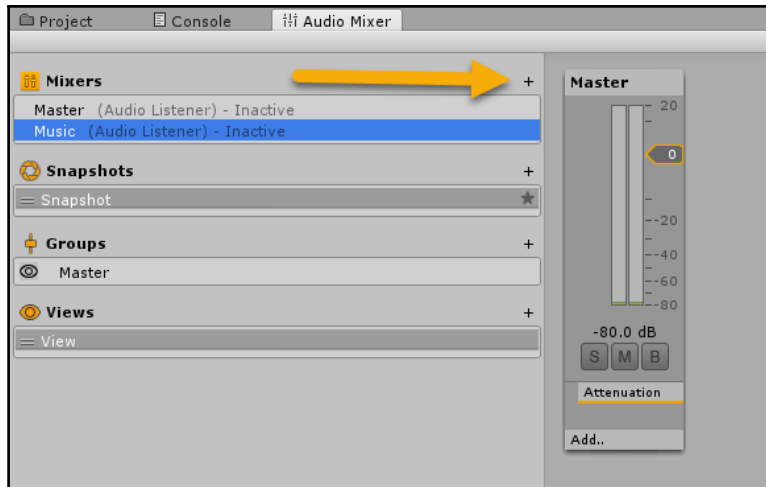 Project
Console
Audio Mixer
Mixers
+
Master (Audio Listener) - Inactive
Music (Audio Listener) - Inactive
Snapshots
+
Snapshot
Groups
+
Master
Views
+
View
Master
20
0
-20
-40
-60
-80
-80.0 dB
S M B
Attenuation
Add..